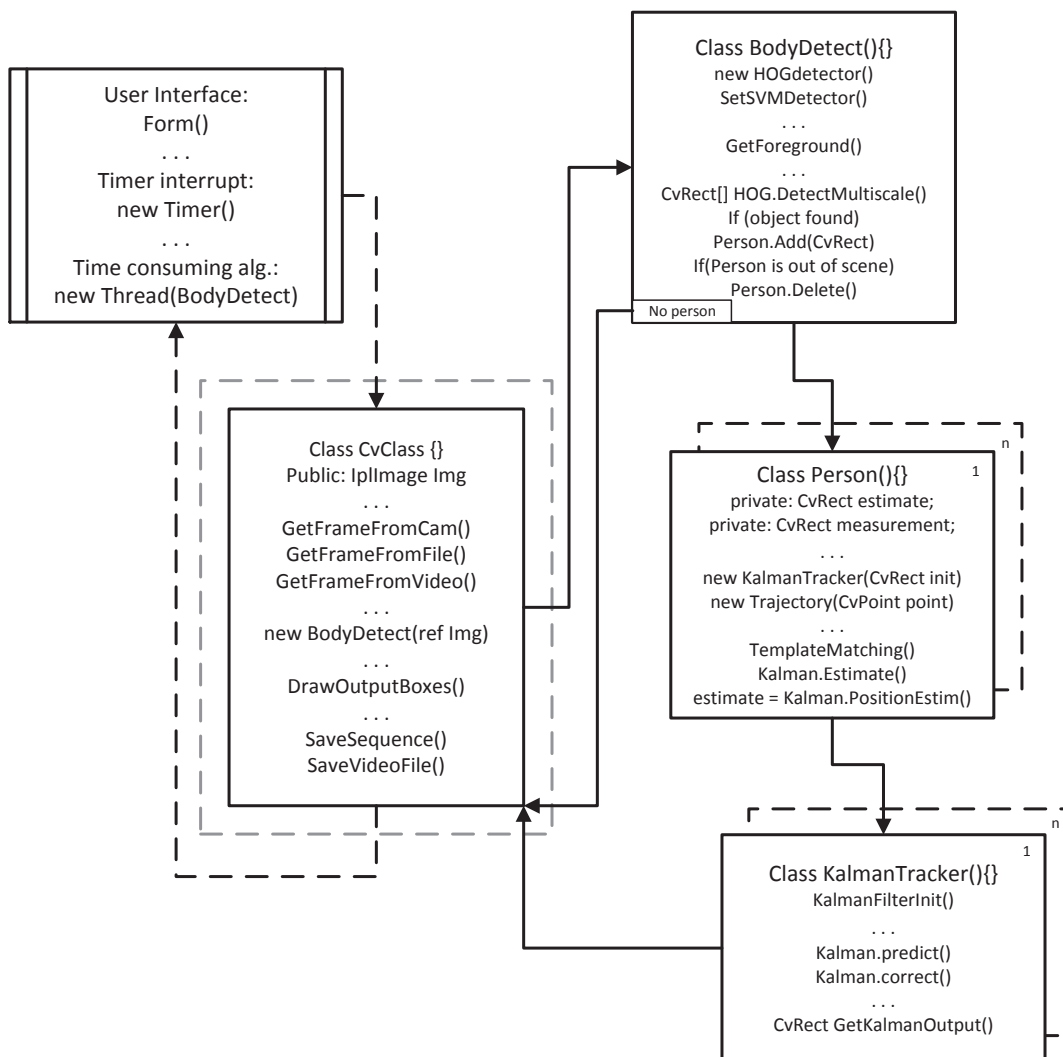 User Interface:
Form()
. . .
Timer interrupt:
new Timer()
. . .
Time consuming alg.:
new Thread(BodyDetect)
Class BodyDetect(){}
new HOGdetector()
SetSVMDetector()
. . .
GetForeground()
. . .
CvRect[] HOG.DetectMultiscale()
If (object found)
Person.Add(CvRect)
If(Person is out of scene)
Person.Delete()
No person
Class CvClass {}
Public: IplImage Img
. . .
GetFrameFromCam()
GetFrameFromFile()
GetFrameFromVideo()
. . .
new BodyDetect(ref Img)
. . .
DrawOutputBoxes()
. . .
SaveSequence()
SaveVideoFile()
n
1
Class Person(){}
private: CvRect estimate;
private: CvRect measurement;
. . .
new KalmanTracker(CvRect init)
new Trajectory(CvPoint point)
. . .
TemplateMatching()
Kalman.Estimate()
estimate = Kalman.PositionEstim()
n
1
Class KalmanTracker(){}
KalmanFilterInit()
. . .
Kalman.predict()
Kalman.correct()
. . .
CvRect GetKalmanOutput()